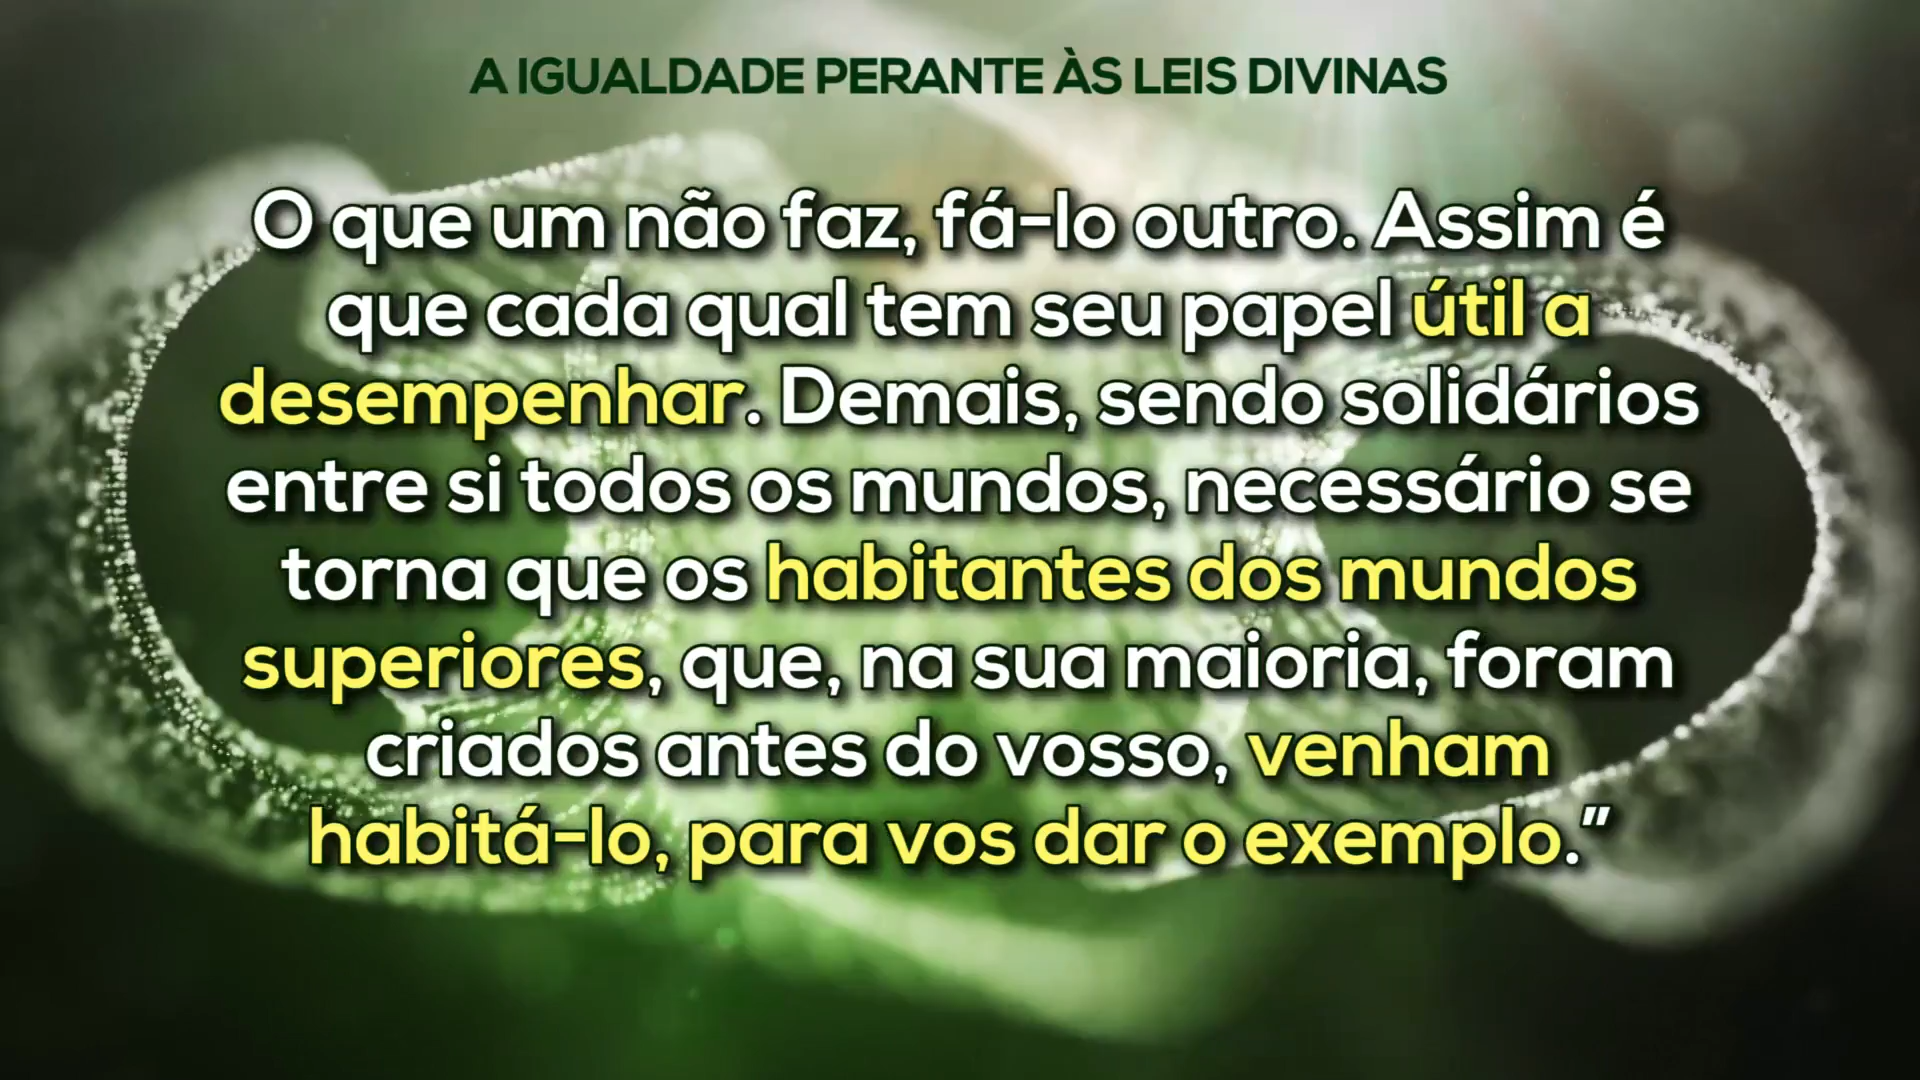 A IGUALDADE PERANTE ÀS LEIS DIVINAS
O que um não faz, fá-lo outro. Assim é
que cada qual tem seu papel útil a
desempenhar. Demais, sendo solidários
entre si todos os mundos, necessário se
torna que os habitantes dos mundos
superiores, que, na sua maioria, foram
criados antes do vosso, venham
habitá-lo, para vos dar o exemplo.”